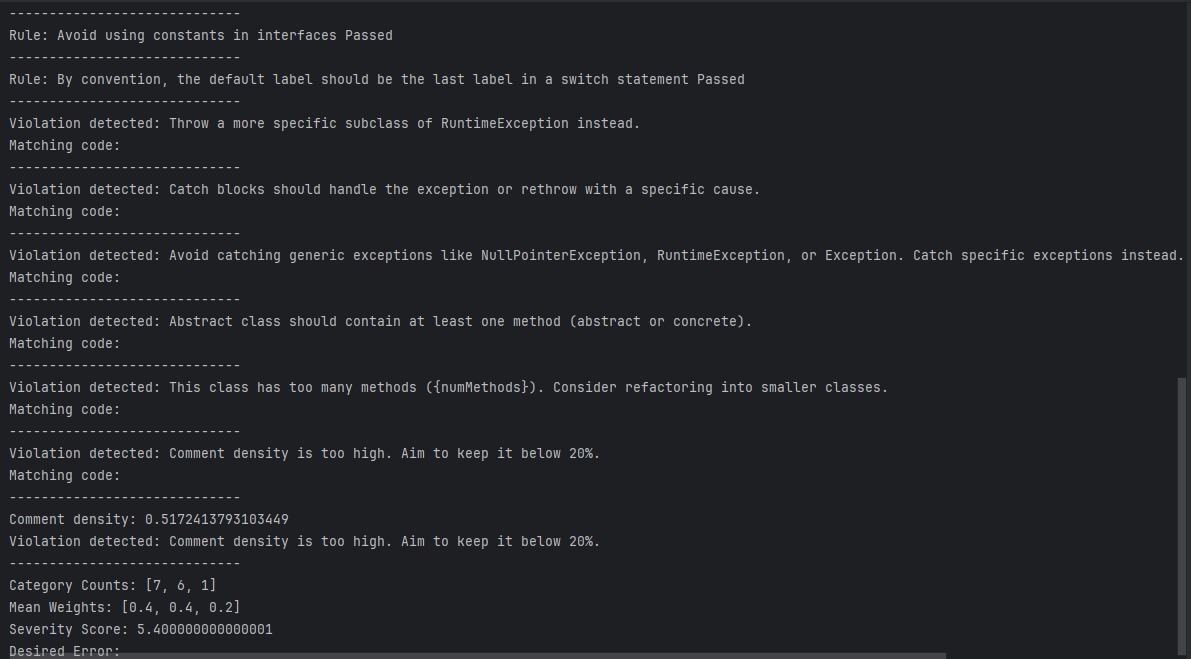 -----------------------------
Rule: Avoid using constants in interfaces Passed
-----------------------------
Rule: By convention, the default label should be the last label in a switch statement Passed
-----------------------------
Violation detected: Throw a more specific subclass of RuntimeException instead.
Matching code:
-----------------------------
Violation detected: Catch blocks should handle the exception or rethrow with a specific cause.
Matching code:
-----------------------------
Violation detected: Avoid catching generic exceptions like NullPointerException, RuntimeException, or Exception. Catch specific exceptions instead.
Matching code:
-----------------------------
Violation detected: Abstract class should contain at least one method (abstract or concrete).
Matching code:
-----------------------------
Violation detected: This class has too many methods ({numMethods}). Consider refactoring into smaller classes.
Matching code:
-----------------------------
Violation detected: Comment density is too high. Aim to keep it below 20%.
Matching code:
-----------------------------
Comment density: 0.5172413793103449
Violation detected: Comment density is too high. Aim to keep it below 20%.
-----------------------------
Category Counts: [7, 6, 1]
Mean Weights: [0.4, 0.4, 0.2]
Severity Score: 5.400000000000001
Desired Error: